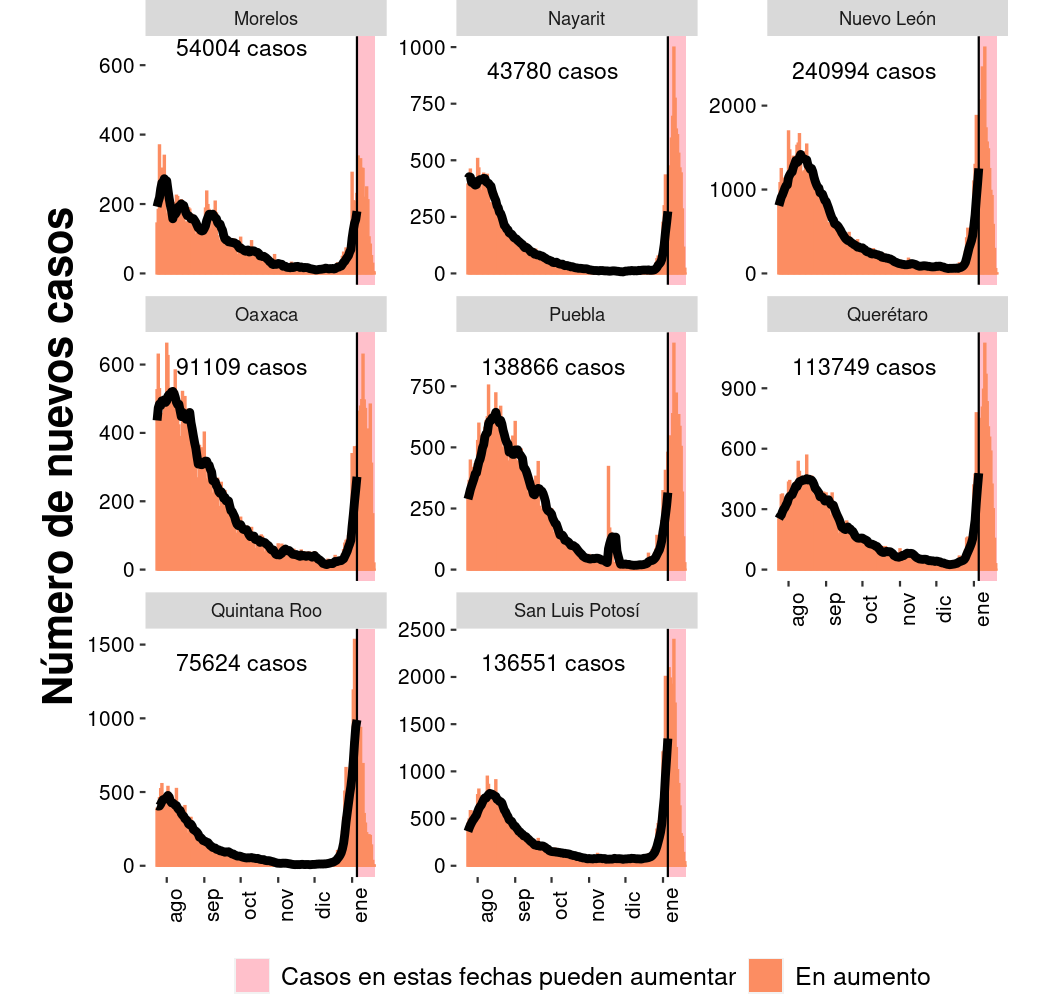 Número de nuevos casos
Morelos
54004 casos
600
400
200
0
Nayarit
43780 casos
1000
750
500
250
0
Nuevo León
240994 casos
2000
1000
0
Oaxaca
91109 casos
600
400
200
0
Puebla
138866 casos
750
500
250
0
Querétaro
113749 casos
900
600
300
0
ago sep oct nov dic ene
Quintana Roo
75624 casos
1500
1000
500
0
ago sep oct nov dic ene
San Luis Potosí
136551 casos
2500
2000
1500
1000
500
0
ago sep oct nov dic ene
Casos en estas fechas pueden aumentar
En aumento